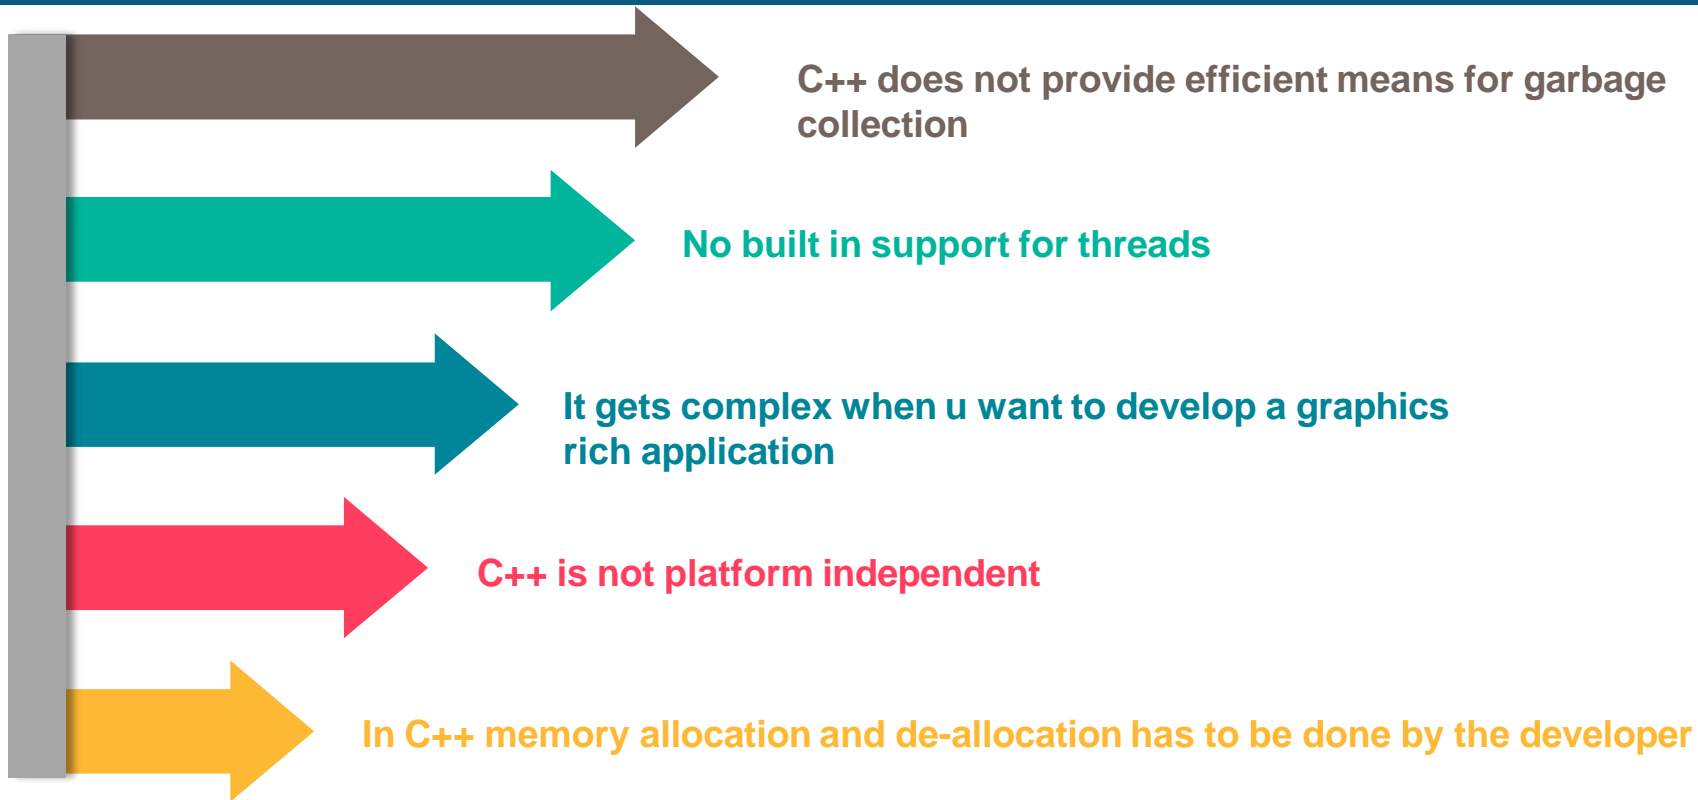 C++ does not provide efficient means for garbage
collection
No built in support for threads
It gets complex when u want to develop a graphics
rich application
C++ is not platform independent
In C++ memory allocation and de-allocation has to be done by the developer